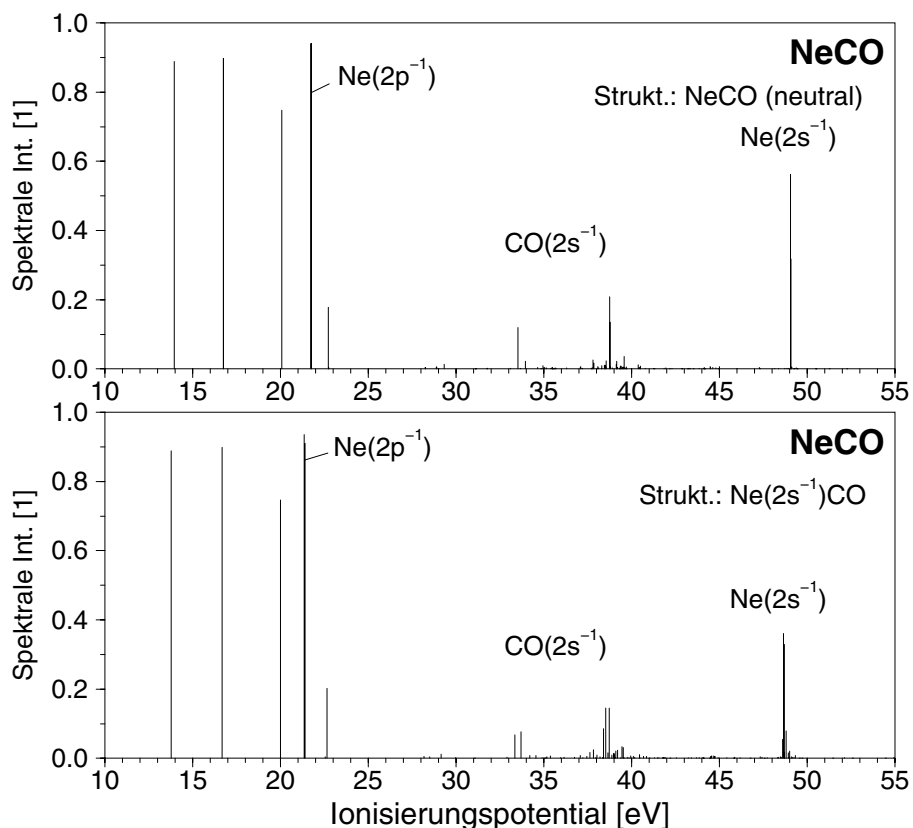 NeCO
Strukt.: NeCO (neutral)
Ne(2p⁻¹)
Ne(2s⁻¹)
CO(2s⁻¹)
Spektrale Int. [1]
1.0
0.8
0.6
0.4
0.2
0.0
10 15 20 25 30 35 40 45 50 55
NeCO
Strukt.: Ne(2s⁻¹)CO
Ne(2p⁻¹)
Ne(2s⁻¹)
CO(2s⁻¹)
Spektrale Int. [1]
1.0
0.8
0.6
0.4
0.2
0.0
10 15 20 25 30 35 40 45 50 55
Ionisierungspotential [eV]